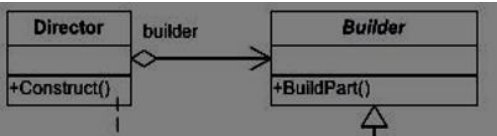 Director
builder
Builder
+Construct()
+BuildPart()